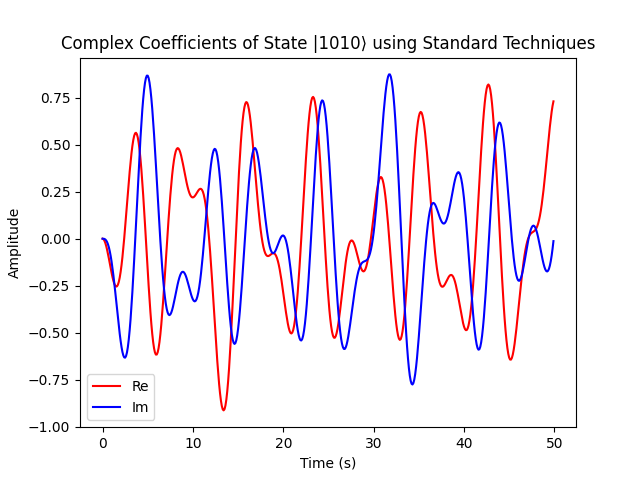 Complex Coefficients of State |1010⟩ using Standard Techniques
Amplitude
0.75
0.50
0.25
0.00
−0.25
−0.50
−0.75
−1.00
Re
Im
0 10 20 30 40 50
Time (s)